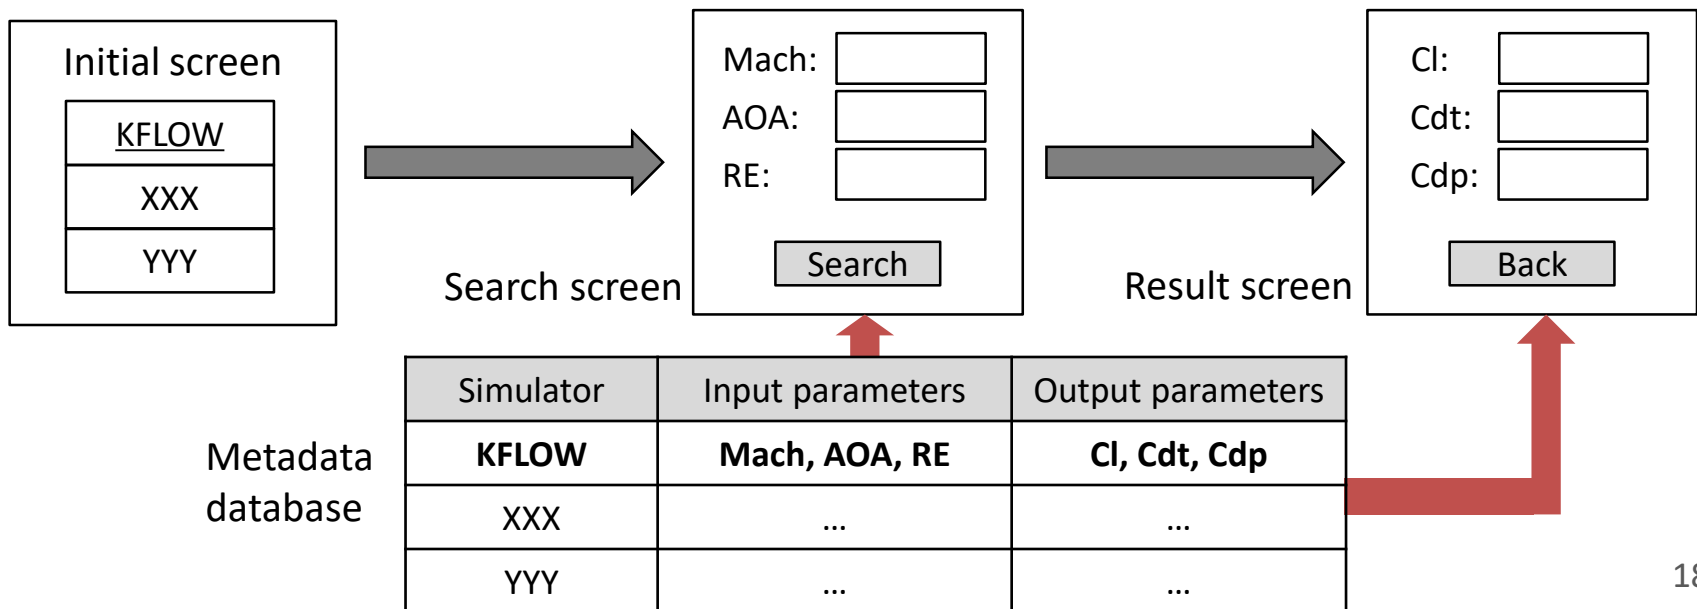 Initial screen
KFLOW
XXX
YYY
Mach:
AOA:
RE:
Search
Search screen
Cl:
Cdt:
Cdp:
Back
Result screen
Metadata
database
Simulator Input parameters Output parameters
KFLOW Mach, AOA, RE Cl, Cdt, Cdp
XXX ... ...
YYY ... ...
18